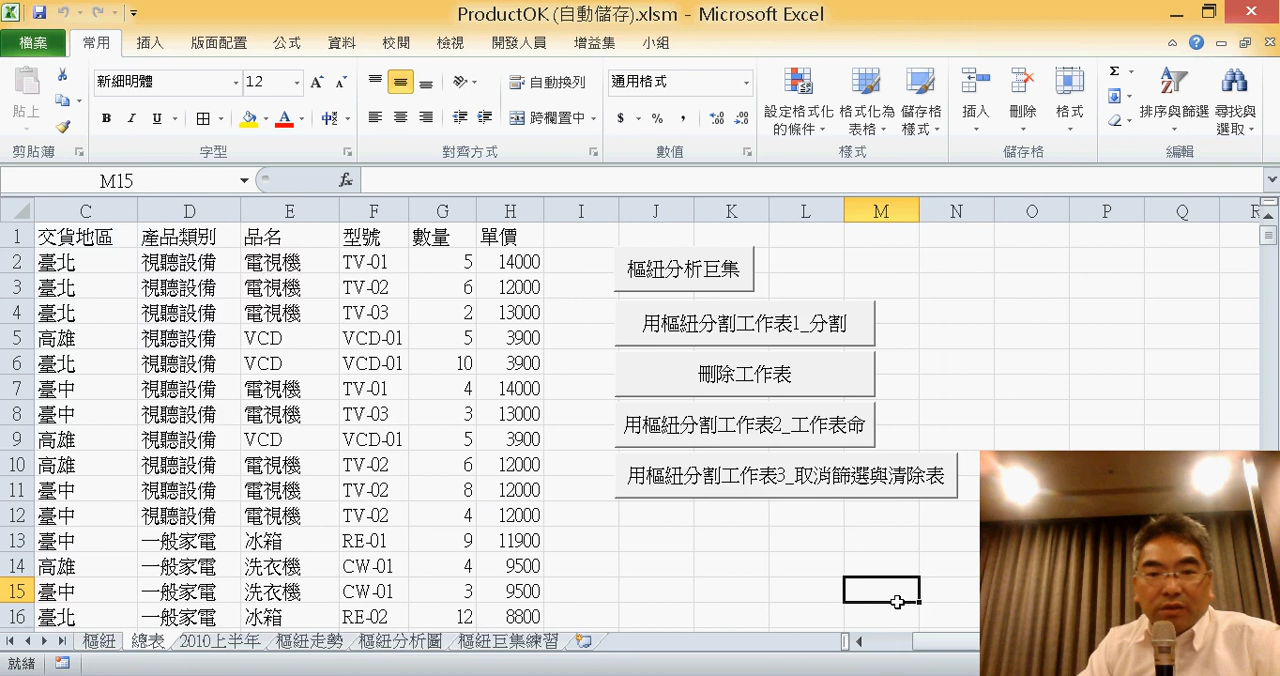 ProductOK (自動儲存).xlsm - Microsoft Excel
檔案 常用 插入 版面配置 公式 資料 校閱 檢視 開發人員 增益集 小組
貼上
新細明體 12
B I U A 中
自動換列
跨欄置中
通用格式
$ % ,
設定格式化的條件 格式化為表格 儲存格樣式
插入 刪除 格式
Σ
排序與篩選 尋找與選取
剪貼簿 字型 對齊方式 數值 樣式 儲存格 編輯
M15 fx
C D E F G H I J K L M N O P Q R
1 交貨地區 產品類別 品名 型號 數量 單價
2 臺北 視聽設備 電視機 TV-01 5 14000
3 臺北 視聽設備 電視機 TV-02 6 12000
4 臺北 視聽設備 電視機 TV-03 2 13000
5 高雄 視聽設備 VCD VCD-01 5 3900
6 臺北 視聽設備 VCD VCD-01 10 3900
7 臺中 視聽設備 電視機 TV-01 4 14000
8 臺中 視聽設備 電視機 TV-03 3 13000
9 高雄 視聽設備 VCD VCD-01 5 3900
10 高雄 視聽設備 電視機 TV-02 6 12000
11 臺中 視聽設備 電視機 TV-02 8 12000
12 臺中 視聽設備 電視機 TV-02 4 12000
13 臺中 一般家電 冰箱 RE-01 9 11900
14 高雄 一般家電 洗衣機 CW-01 4 9500
15 臺中 一般家電 洗衣機 CW-01 3 9500
16 臺北 一般家電 冰箱 RE-02 12 8800
樞紐分析巨集
用樞紐分割工作表1_分割
刪除工作表
用樞紐分割工作表2_工作表命
用樞紐分割工作表3_取消篩選與清除表
樞紐 總表 2010上半年 樞紐走勢 樞紐分析圖 樞紐巨集練習
就緒